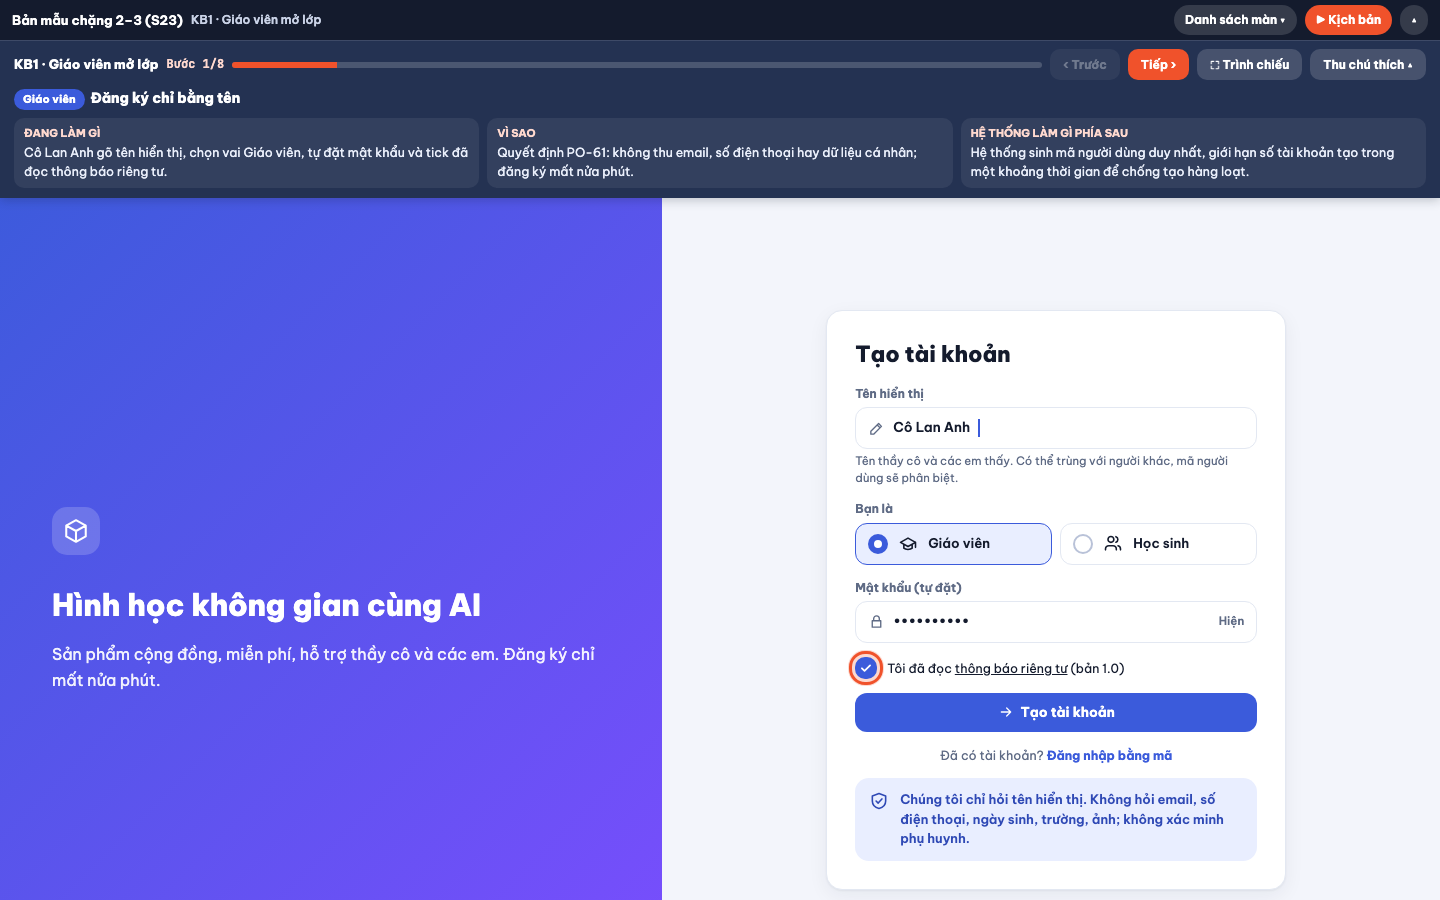 Bản mẫu chặng 2–3 (S23) KB1 · Giáo viên mở lớp
Danh sách màn ▾
▶ Kịch bản
▴
KB1 · Giáo viên mở lớp Bước 1/8
‹ Trước
Tiếp ›
⛶ Trình chiếu
Thu chú thích ▴
Giáo viên Đăng ký chỉ bằng tên
ĐANG LÀM GÌ
Cô Lan Anh gõ tên hiển thị, chọn vai Giáo viên, tự đặt mật khẩu và tick đã
đọc thông báo riêng tư.
VÌ SAO
Quyết định PO-61: không thu email, số điện thoại hay dữ liệu cá nhân;
đăng ký mất nửa phút.
HỆ THỐNG LÀM GÌ PHÍA SAU
Hệ thống sinh mã người dùng duy nhất, giới hạn số tài khoản tạo trong
một khoảng thời gian để chống tạo hàng loạt.
Hình học không gian cùng AI
Sản phẩm cộng đồng, miễn phí, hỗ trợ thầy cô và các em. Đăng ký chỉ
mất nửa phút.
Tạo tài khoản
Tên hiển thị
Cô Lan Anh
Tên thầy cô và các em thấy. Có thể trùng với người khác, mã người
dùng sẽ phân biệt.
Bạn là
Giáo viên
Học sinh
Mật khẩu (tự đặt)
••••••••••
Hiện
Tôi đã đọc thông báo riêng tư (bản 1.0)
→ Tạo tài khoản
Đã có tài khoản? Đăng nhập bằng mã
Chúng tôi chỉ hỏi tên hiển thị. Không hỏi email, số
điện thoại, ngày sinh, trường, ảnh; không xác minh
phụ huynh.